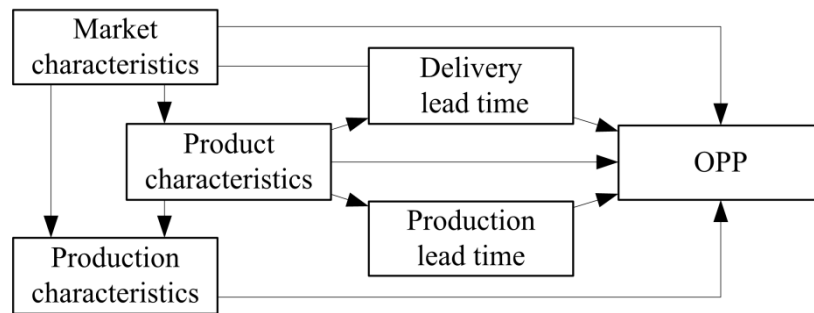 Market
characteristics
Delivery
lead time
Product
characteristics
OPP
Production
lead time
Production
characteristics